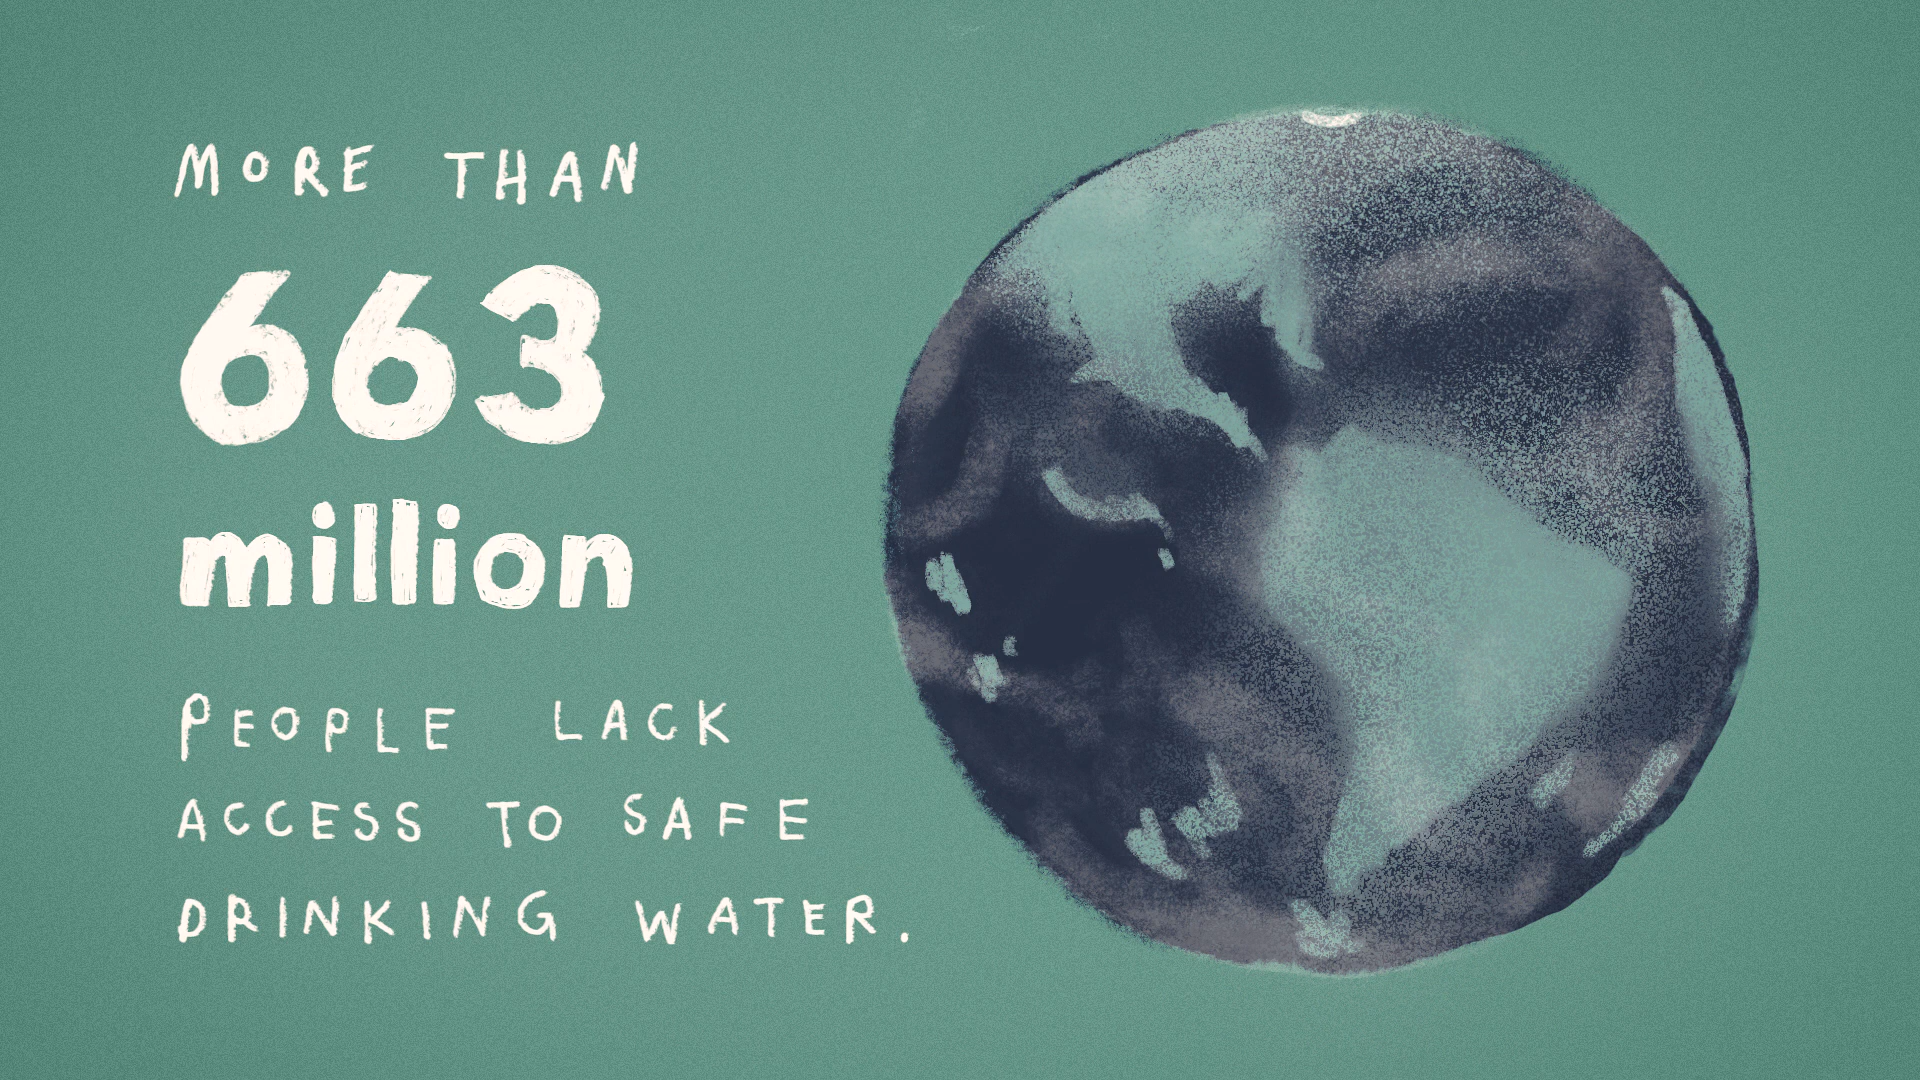 MORE THAN
663
million
PEOPLE LACK
ACCESS TO SAFE
DRINKING WATER.